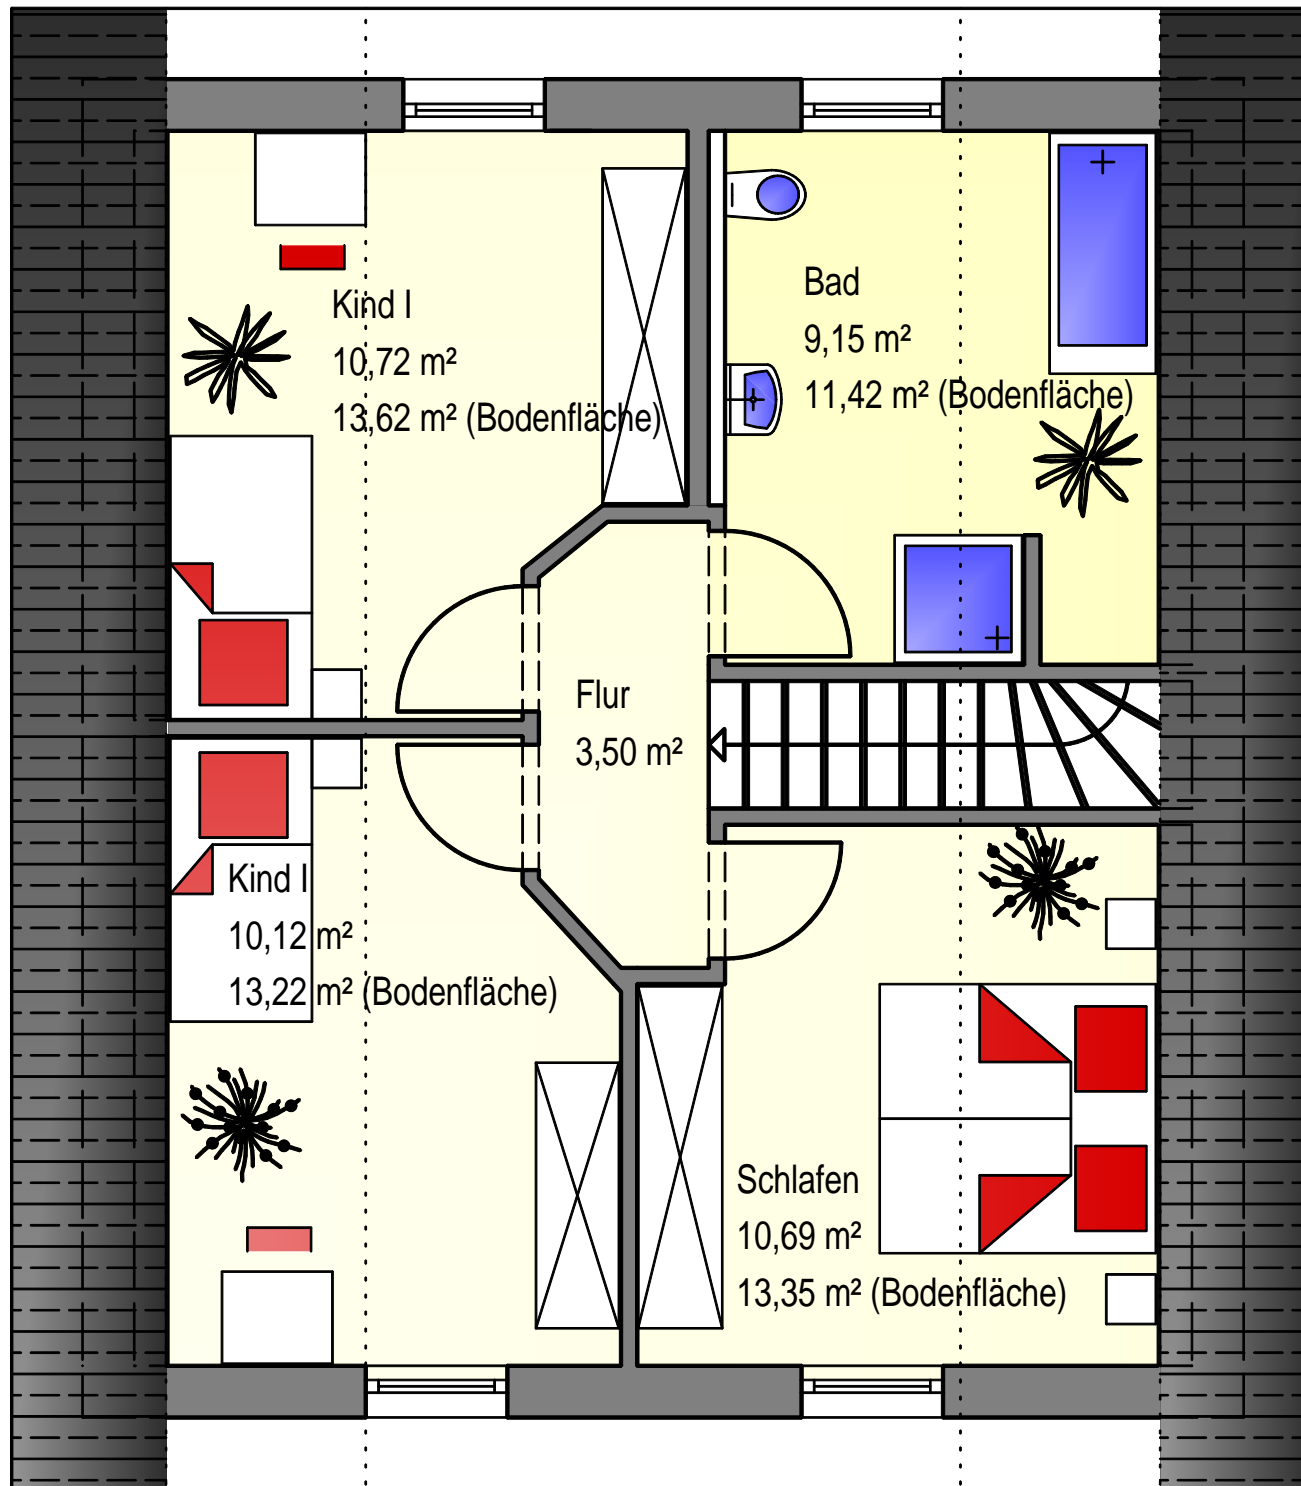 Kind I
10,72 m²
13,62 m² (Bodenfläche)
Bad
9,15 m²
11,42 m² (Bodenfläche)
Flur
3,50 m²
Kind I
10,12 m²
13,22 m² (Bodenfläche)
Schlafen
10,69 m²
13,35 m² (Bodenfläche)